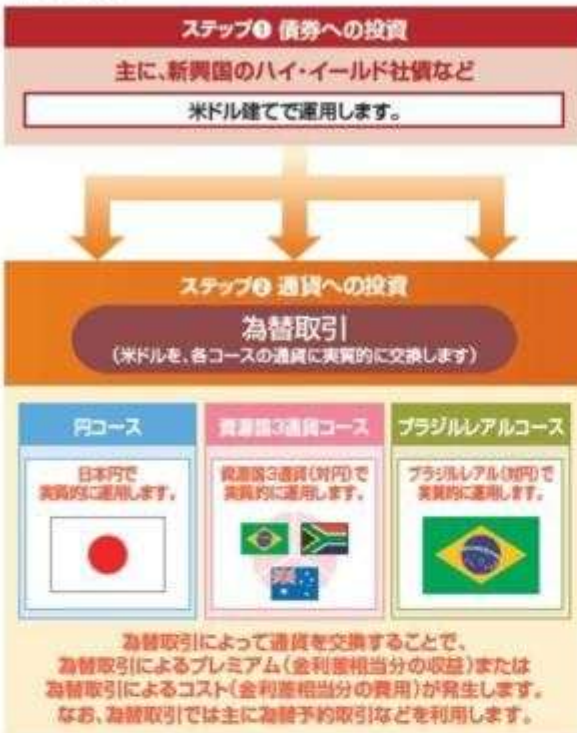 ステップ❶ 債券への投資
主に、新興国のハイ・イールド社債など
米ドル建てで運用します。
ステップ❷ 通貨への投資
為替取引
(米ドルを、各コースの通貨に実質的に交換します)
円コース
資源国3通貨コース
ブラジルレアルコース
日本円で
実質的に運用します。
資源国3通貨(対円)で
実質的に運用します。
ブラジルレアル(対円)で
実質的に運用します。
為替取引によって通貨を交換することで、
為替取引によるプレミアム(金利差相当分の収益)または
為替取引によるコスト(金利差相当分の費用)が発生します。
なお、為替取引では主に為替予約取引などを利用します。